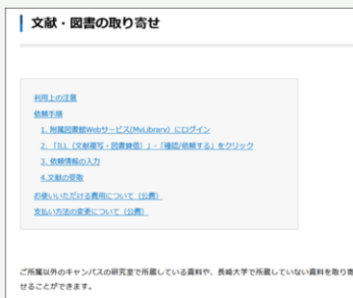 文献・図書の取り寄せ
利用上の注意
依頼手順
1. 附属図書館Webサービス(MyLibrary) にログイン
2. 「ILL（文献複写・図書貸借）」-「確認/依頼する」をクリック
3. 依頼情報の入力
4.文献の受取
お使いいただける費用について（公費）
支払い方法の変更について（公費）
ご所属以外のキャンパスの研究室で所蔵している資料や、長崎大学で所蔵していない資料を取り寄
せることができます。